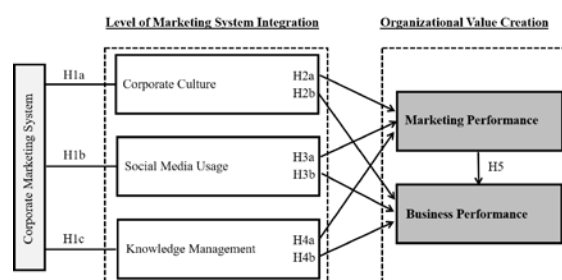 Level of Marketing System Integration
Organizational Value Creation
Corporate Marketing System
H1a
Corporate Culture
H2a
H2b
H1b
Social Media Usage
H3a
H3b
H1c
Knowledge Management
H4a
H4b
Marketing Performance
H5
Business Performance